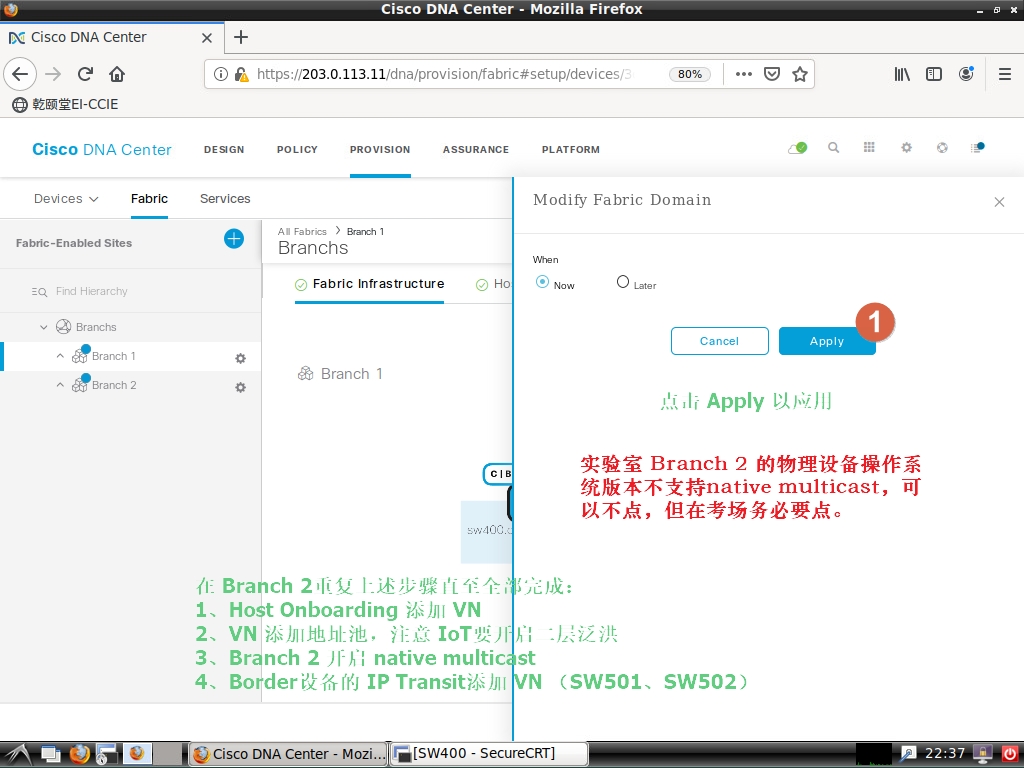 Cisco DNA Center - Mozilla Firefox
Cisco DNA Center
https://203.0.113.11/dna/provision/fabric#setup/devices/3
80%
乾颐堂EI-CCIE
Cisco DNA Center
DESIGN
POLICY
PROVISION
ASSURANCE
PLATFORM
Devices
Fabric
Services
Fabric-Enabled Sites
Find Hierarchy
Branchs
Branch 1
Branch 2
All Fabrics > Branch 1
Branchs
Fabric Infrastructure
Ho
Branch 1
C|B
sw400.c
Modify Fabric Domain
When
Now
Later
Cancel
Apply
1
点击 Apply 以应用
实验室 Branch 2 的物理设备操作系
统版本不支持native multicast，可
以不点，但在考场务必要点。
在 Branch 2重复上述步骤直至全部完成：
1、Host Onboarding 添加 VN
2、VN 添加地址池，注意 IoT要开启二层泛洪
3、Branch 2 开启 native multicast
4、Border设备的 IP Transit添加 VN （SW501、SW502）
Cisco DNA Center - Mozi...
[SW400 - SecureCRT]
22:37